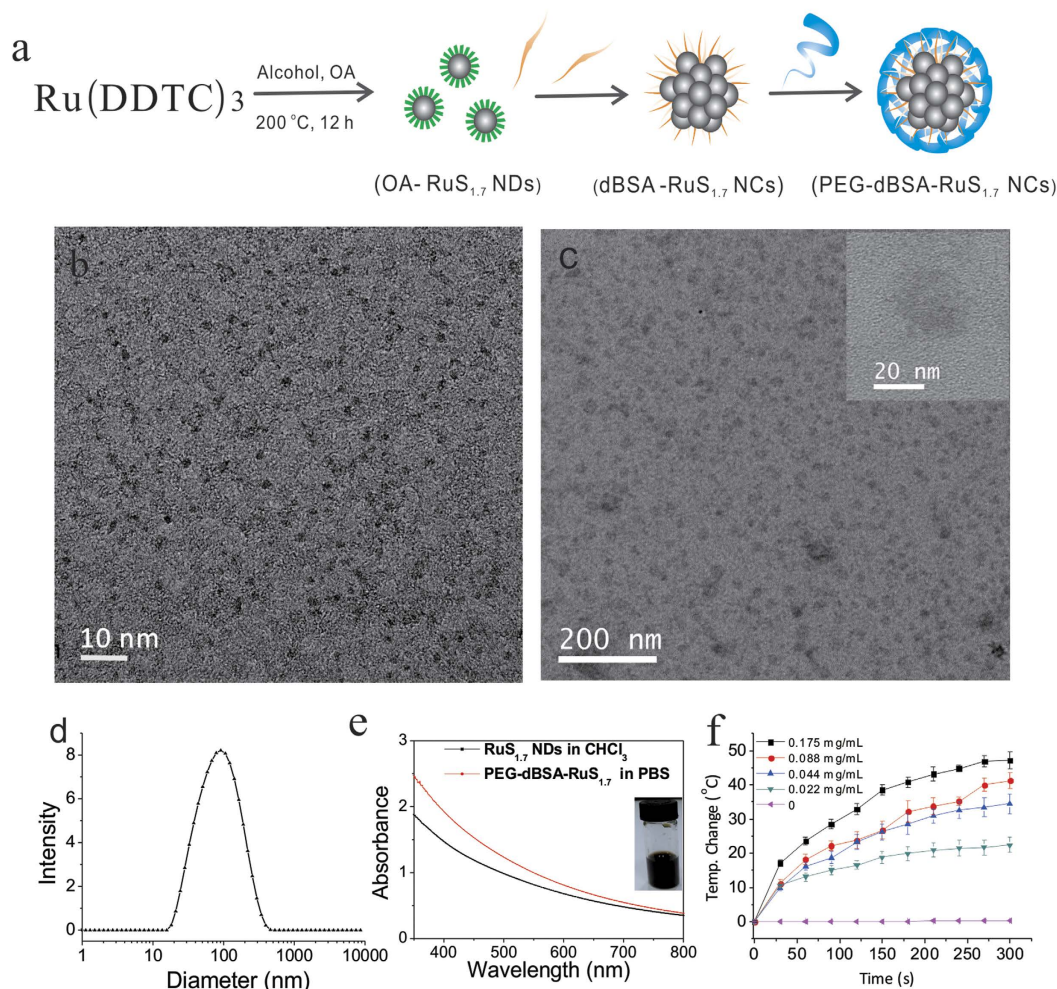 a
Ru(DDTC)3
Alcohol, OA
200 °C, 12 h
(OA- RuS1.7 NDs)
(dBSA -RuS1.7 NCs)
(PEG-dBSA-RuS1.7 NCs)
b
10 nm
c
20 nm
200 nm
d
Intensity
8
6
4
2
0
1
10
100
1000
10000
Diameter (nm)
e
Absorbance
3
2
1
0
RuS1.7 NDs in CHCl3
PEG-dBSA-RuS1.7 in PBS
400
500
600
700
800
Wavelength (nm)
f
Temp. Change (°C)
50
40
30
20
10
0
0.175 mg/mL
0.088 mg/mL
0.044 mg/mL
0.022 mg/mL
0
0
50
100
150
200
250
300
Time (s)